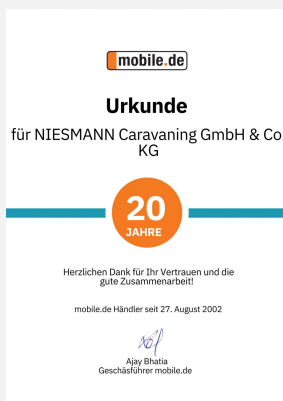 mobile.de
Urkunde
für NIESMANN Caravaning GmbH & Co
KG
20
JAHRE
Herzlichen Dank für Ihr Vertrauen und die
gute Zusammenarbeit!
mobile.de Händler seit 27. August 2002
Ajay Bhatia
Geschäsführer mobile.de